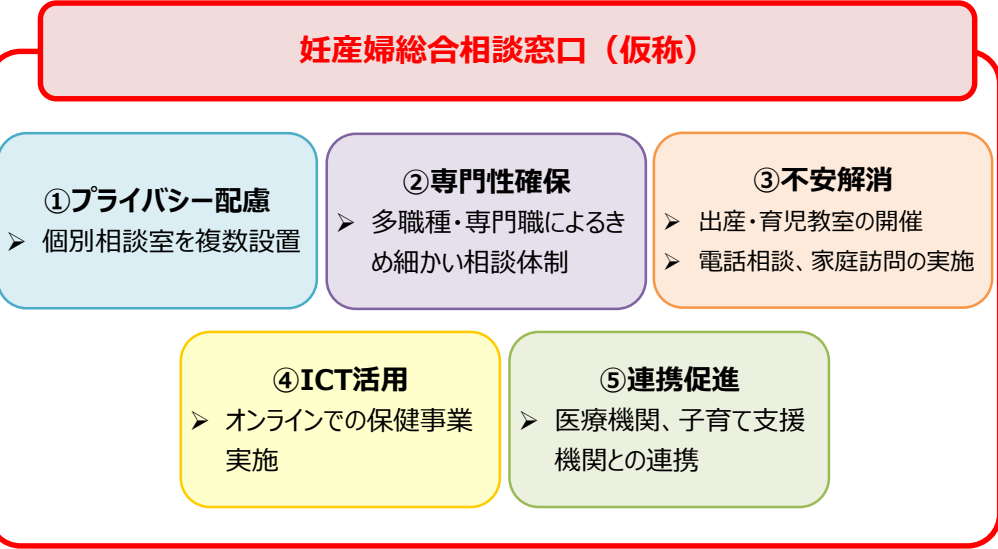 妊産婦総合相談窓口（仮称）
①プライバシー配慮
➢ 個別相談室を複数設置
②専門性確保
➢ 多職種・専門職によるき
め細かい相談体制
③不安解消
➢ 出産・育児教室の開催
➢ 電話相談、家庭訪問の実施
④ICT活用
➢ オンラインでの保健事業
実施
⑤連携促進
➢ 医療機関、子育て支援
機関との連携